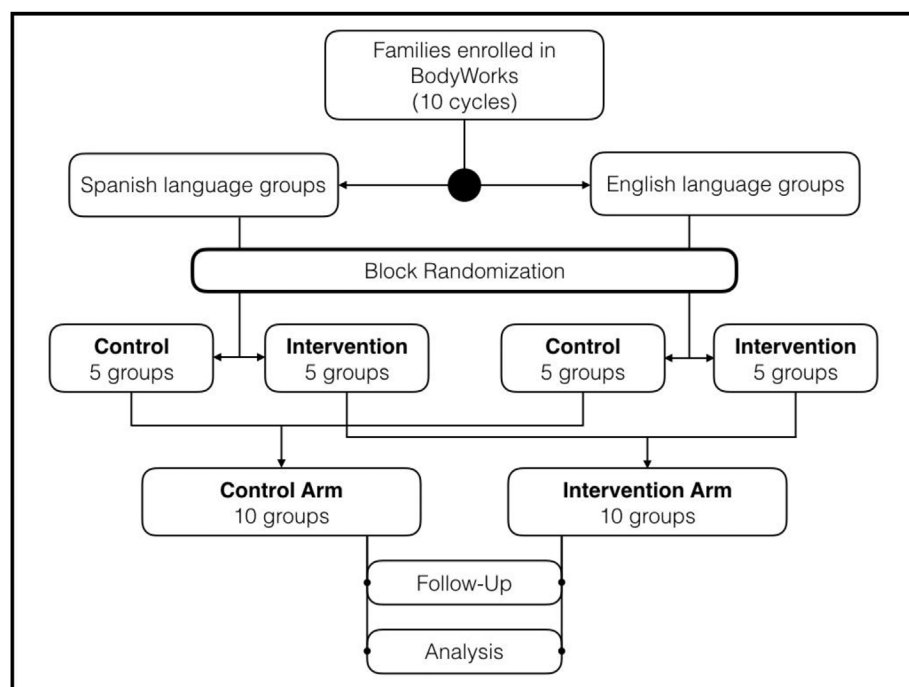 Families enrolled in
BodyWorks
(10 cycles)
Spanish language groups
English language groups
Block Randomization
Control
5 groups
Intervention
5 groups
Control
5 groups
Intervention
5 groups
Control Arm
10 groups
Intervention Arm
10 groups
Follow-Up
Analysis